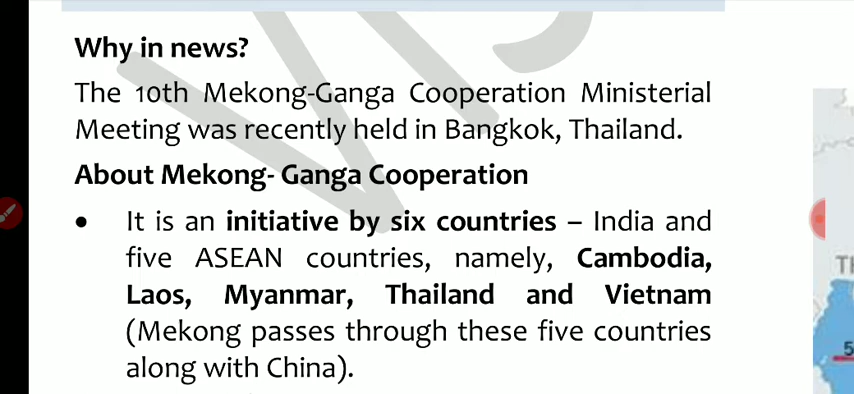 Why in news?
The 10th Mekong-Ganga Cooperation Ministerial
Meeting was recently held in Bangkok, Thailand.
About Mekong- Ganga Cooperation
• It is an initiative by six countries – India and
five ASEAN countries, namely, Cambodia,
Laos, Myanmar, Thailand and Vietnam
(Mekong passes through these five countries
along with China).